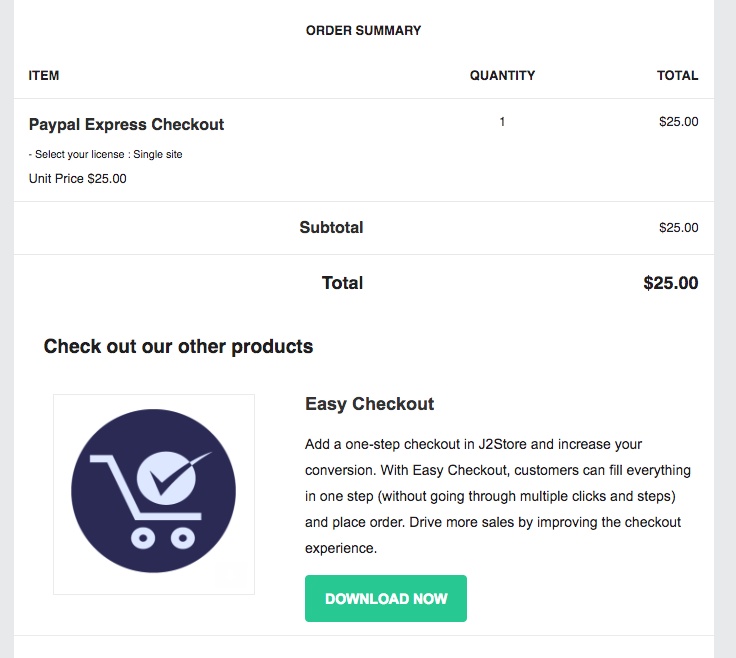 ORDER SUMMARY
ITEM QUANTITY TOTAL
Paypal Express Checkout 1 $25.00
- Select your license : Single site
Unit Price $25.00
Subtotal $25.00
Total $25.00
Check out our other products
Easy Checkout
Add a one-step checkout in J2Store and increase your
conversion. With Easy Checkout, customers can fill everything
in one step (without going through multiple clicks and steps)
and place order. Drive more sales by improving the checkout
experience.
DOWNLOAD NOW